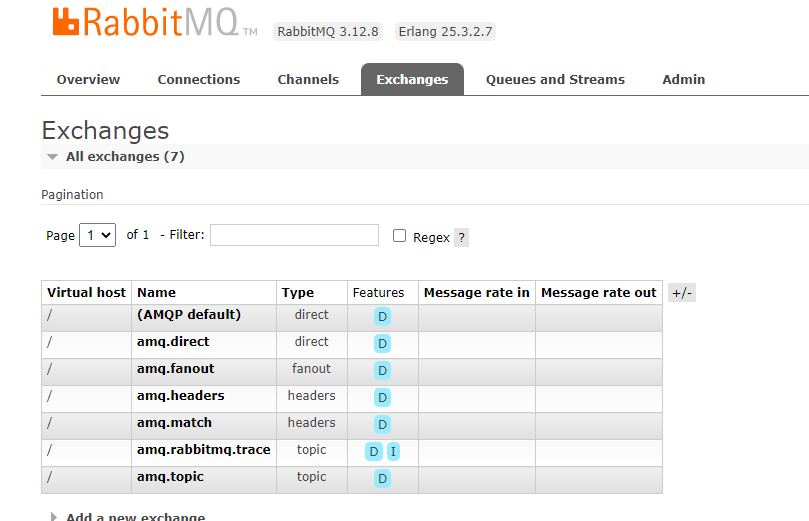 RabbitMQ TM RabbitMQ 3.12.8 Erlang 25.3.2.7
Overview Connections Channels Exchanges Queues and Streams Admin
Exchanges
All exchanges (7)
Pagination
Page 1 of 1 - Filter: Regex ?
Virtual host Name Type Features Message rate in Message rate out +/-
/ (AMQP default) direct D
/ amq.direct direct D
/ amq.fanout fanout D
/ amq.headers headers D
/ amq.match headers D
/ amq.rabbitmq.trace topic D I
/ amq.topic topic D
Add a new exchange